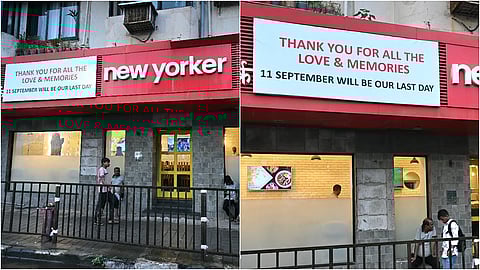 THANK YOU FOR ALL THE
LOVE & MEMORIES
11 SEPTEMBER WILL BE OUR LAST DAY
new yorker
THANK YOU FOR ALL THE
LOVE & MEMORIES
11 SEPTEMBER WILL BE OUR LAST DAY
new